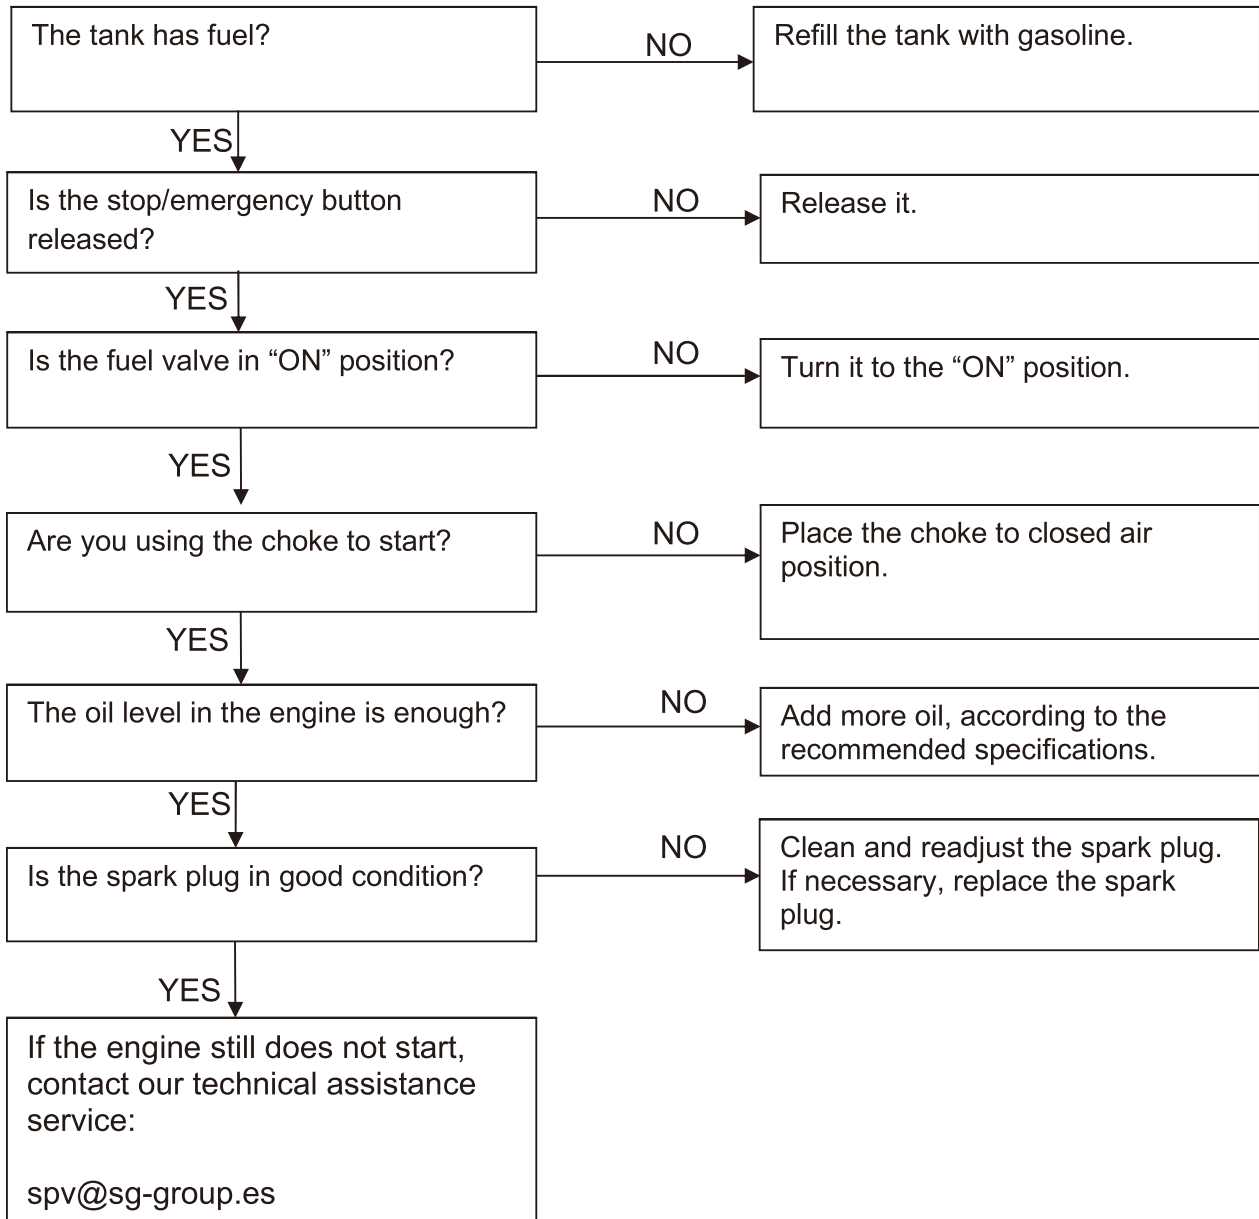 The tank has fuel?
NO
Refill the tank with gasoline.
YES
Is the stop/emergency button
released?
NO
Release it.
YES
Is the fuel valve in “ON” position?
NO
Turn it to the “ON” position.
YES
Are you using the choke to start?
NO
Place the choke to closed air
position.
YES
The oil level in the engine is enough?
NO
Add more oil, according to the
recommended specifications.
YES
Is the spark plug in good condition?
NO
Clean and readjust the spark plug.
If necessary, replace the spark
plug.
YES
If the engine still does not start,
contact our technical assistance
service:
spv@sg-group.es